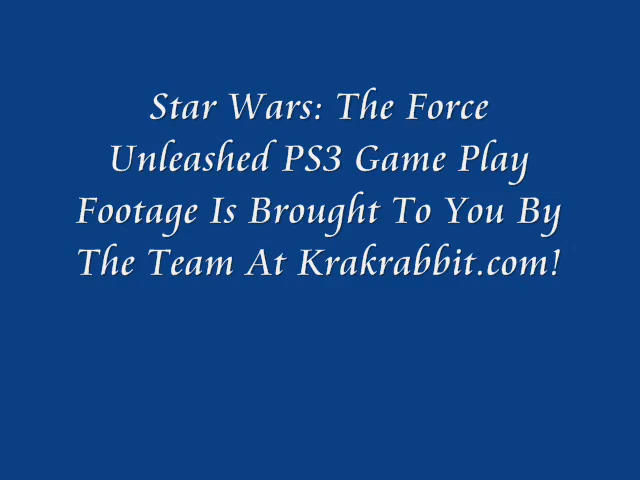 Star Wars: The Force
Unleashed PS3 Game Play
Footage Is Brought To You By
The Team At Krakrabbit.com!